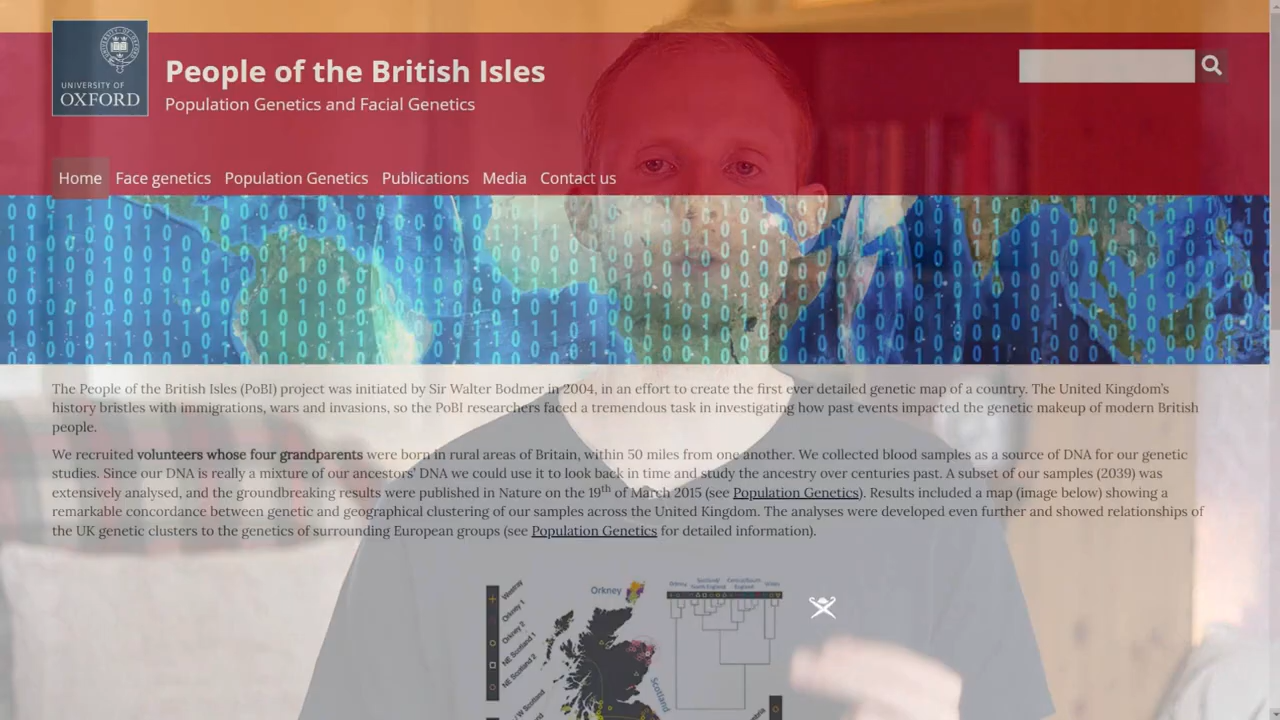 UNIVERSITY OF
OXFORD
People of the British Isles
Population Genetics and Facial Genetics
Home Face genetics Population Genetics Publications Media Contact us
The People of the British Isles (PoBI) project was initiated by Sir Walter Bodmer in 2004, in an effort to create the first ever detailed genetic map of a country. The United Kingdom's
history bristles with immigrations, wars and invasions, so the PoBI researchers faced a tremendous task in investigating how past events impacted the genetic makeup of modern British
people.
We recruited volunteers whose four grandparents were born in rural areas of Britain, within 50 miles from one another. We collected blood samples as a source of DNA for our genetic
studies. Since our DNA is really a mixture of our ancestors' DNA we could use it to look back in time and study the ancestry over centuries past. A subset of our samples (2039) was
extensively analysed, and the groundbreaking results were published in Nature on the 19th of March 2015 (see Population Genetics). Results included a map (image below) showing a
remarkable concordance between genetic and geographical clustering of our samples across the United Kingdom. The analyses were developed even further and showed relationships of
the UK genetic clusters to the genetics of surrounding European groups (see Population Genetics for detailed information).
Westray
Orkney 1
Orkney 2
NE Scotland 1
NE Scotland 2
Orkney
Scotland